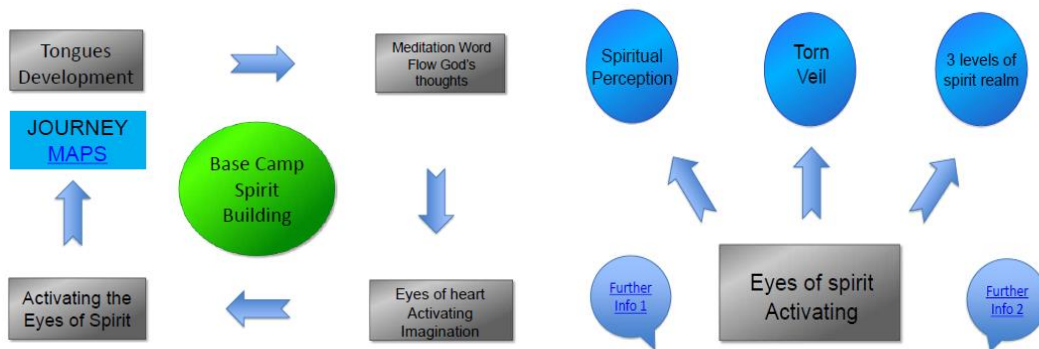 Tongues
Development
Meditation Word
Flow God's
thoughts
JOURNEY
MAPS
Base Camp
Spirit
Building
Activating the
Eyes of Spirit
Eyes of heart
Activating
Imagination
Spiritual
Perception
Torn
Veil
3 levels of
spirit realm
Further
Info 1
Eyes of spirit
Activating
Further
Info 2